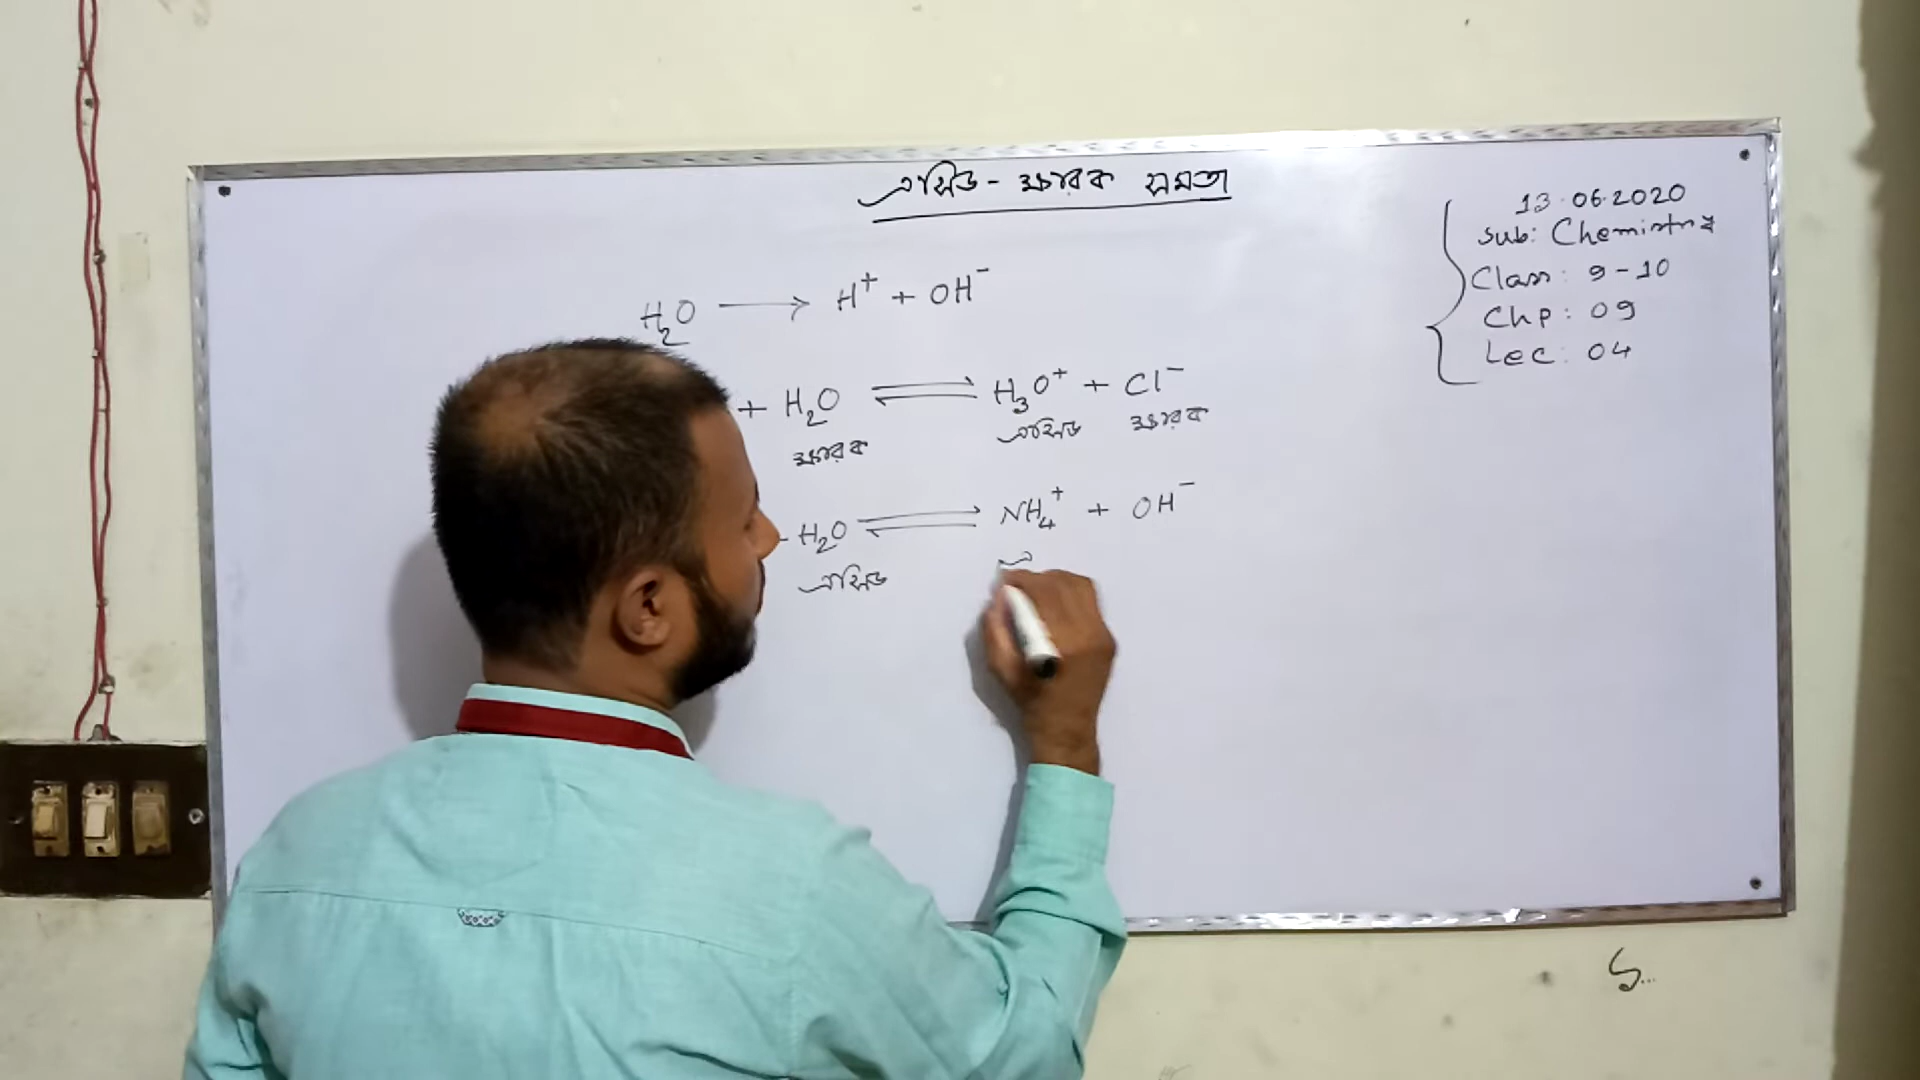 এসিড - ক্ষারক সমতা
13.06.2020
Sub: Chemistry
Class: 9-10
Chp: 09
Lec: 04
H₂O ⟶ H⁺ + OH⁻
+ H₂O ⇌ H₃O⁺ + Cl⁻
ক্ষারক এসিড ক্ষারক
H₂O ⇌ NH₄⁺ + OH⁻
এসিড
S...